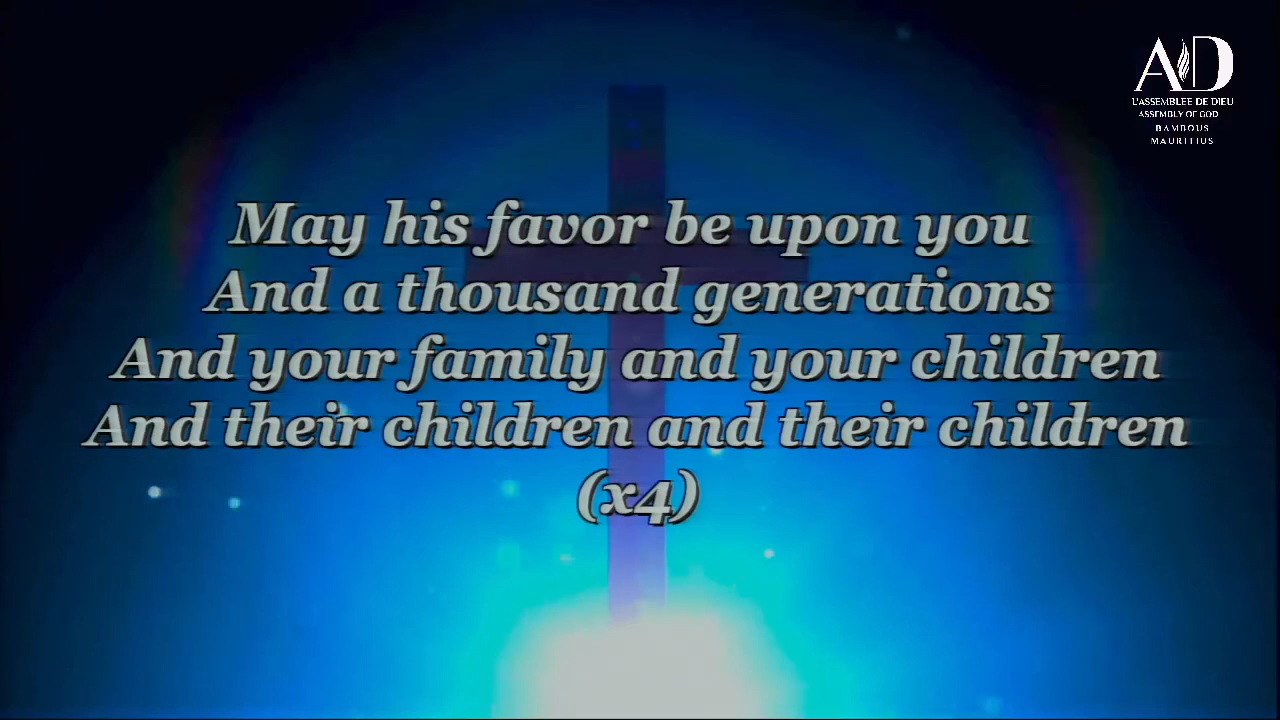 AD
L'ASSEMBLEE DE DIEU
ASSEMBLY OF GOD
BAMBOUS
MAURITIUS
May his favor be upon you
And a thousand generations
And your family and your children
And their children and their children
(x4)